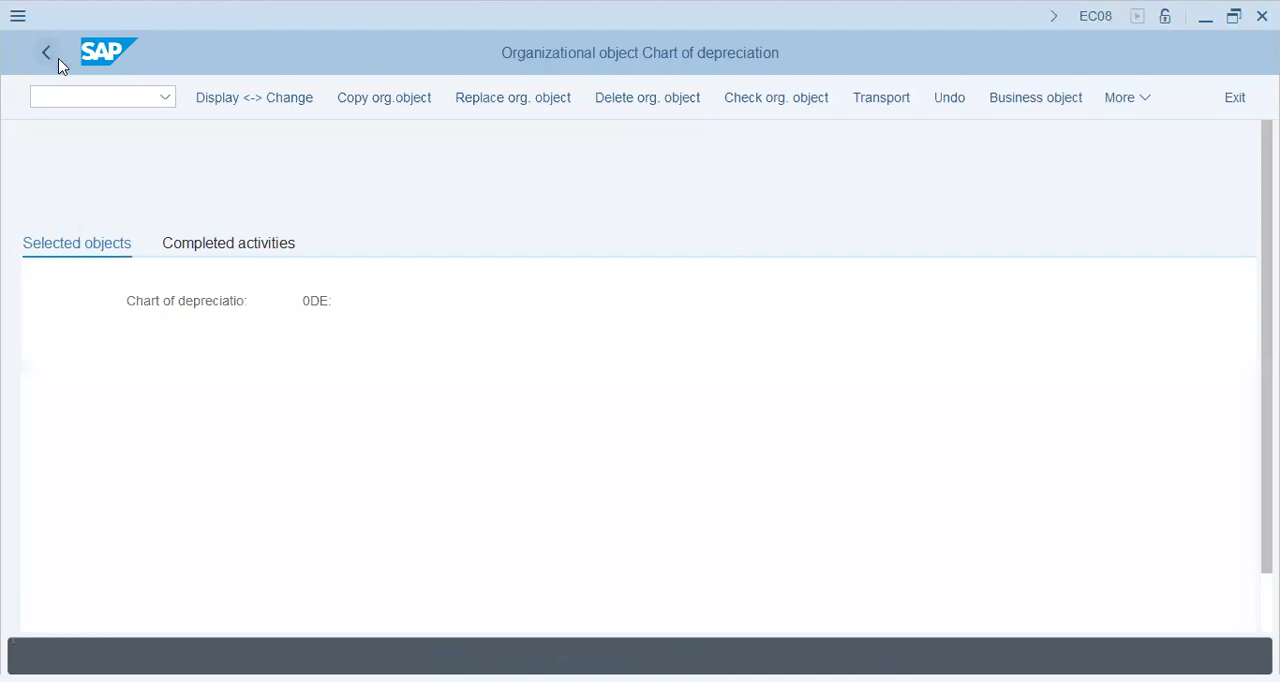 EC08
SAP
Organizational object Chart of depreciation
Display <-> Change Copy org.object Replace org. object Delete org. object Check org. object Transport Undo Business object More Exit
Selected objects Completed activities
Chart of depreciatio: 0DE: